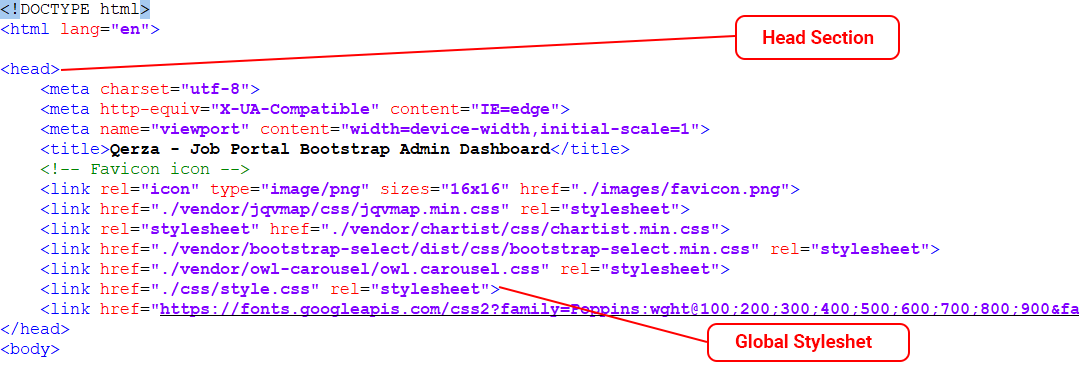 <!DOCTYPE html>
<html lang="en">
Head Section
<head>
<meta charset="utf-8">
<meta http-equiv="X-UA-Compatible" content="IE=edge">
<meta name="viewport" content="width=device-width,initial-scale=1">
<title>Qerza - Job Portal Bootstrap Admin Dashboard</title>
<!-- Favicon icon -->
<link rel="icon" type="image/png" sizes="16x16" href="./images/favicon.png">
<link href="./vendor/jqvmap/css/jqvmap.min.css" rel="stylesheet">
<link rel="stylesheet" href="./vendor/chartist/css/chartist.min.css">
<link href="./vendor/bootstrap-select/dist/css/bootstrap-select.min.css" rel="stylesheet">
<link href="./vendor/owl-carousel/owl.carousel.css" rel="stylesheet">
<link href="./css/style.css" rel="stylesheet">
<link href="https://fonts.googleapis.com/css2?family=Poppins:wght@100;200;300;400;500;600;700;800;900&fa
</head>
Global Styleshet
<body>